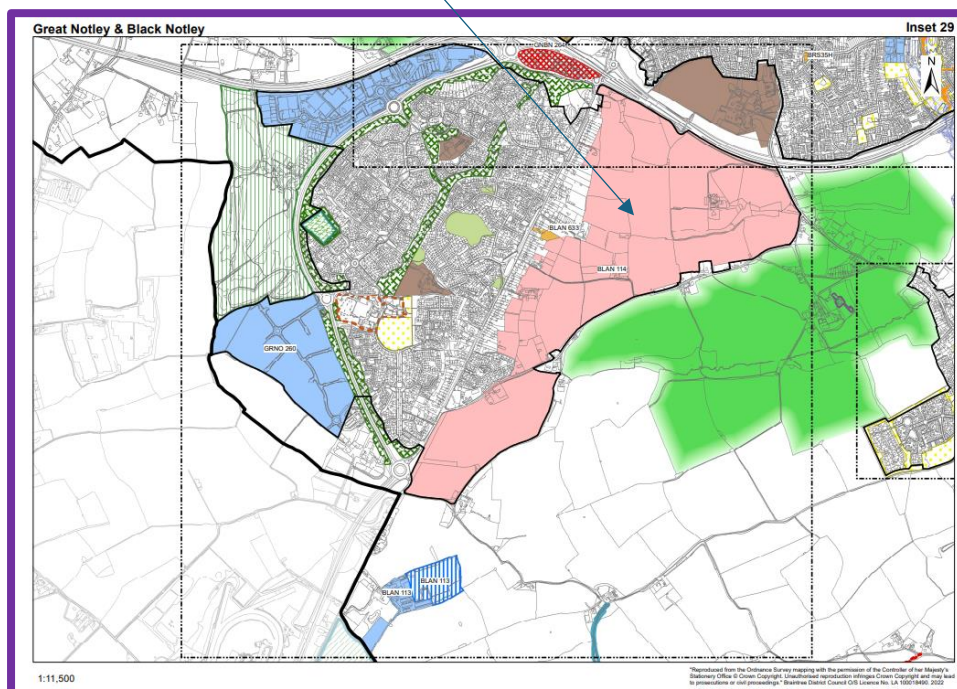 Great Notley & Black Notley
Inset 29
GNBN 264
N
BLAN 633
BLAN 114
GRNO 260
BLAN 113
BLAN 113
1:11,500
"Reproduced from the Ordnance Survey mapping with the permission of the Controller of her Majesty's
Stationery Office © Crown Copyright. Unauthorised reproduction infringes Crown Copyright and may lead
to prosecutions or civil proceedings." Braintree District Council O/S Licence No. LA 100019490. 2022